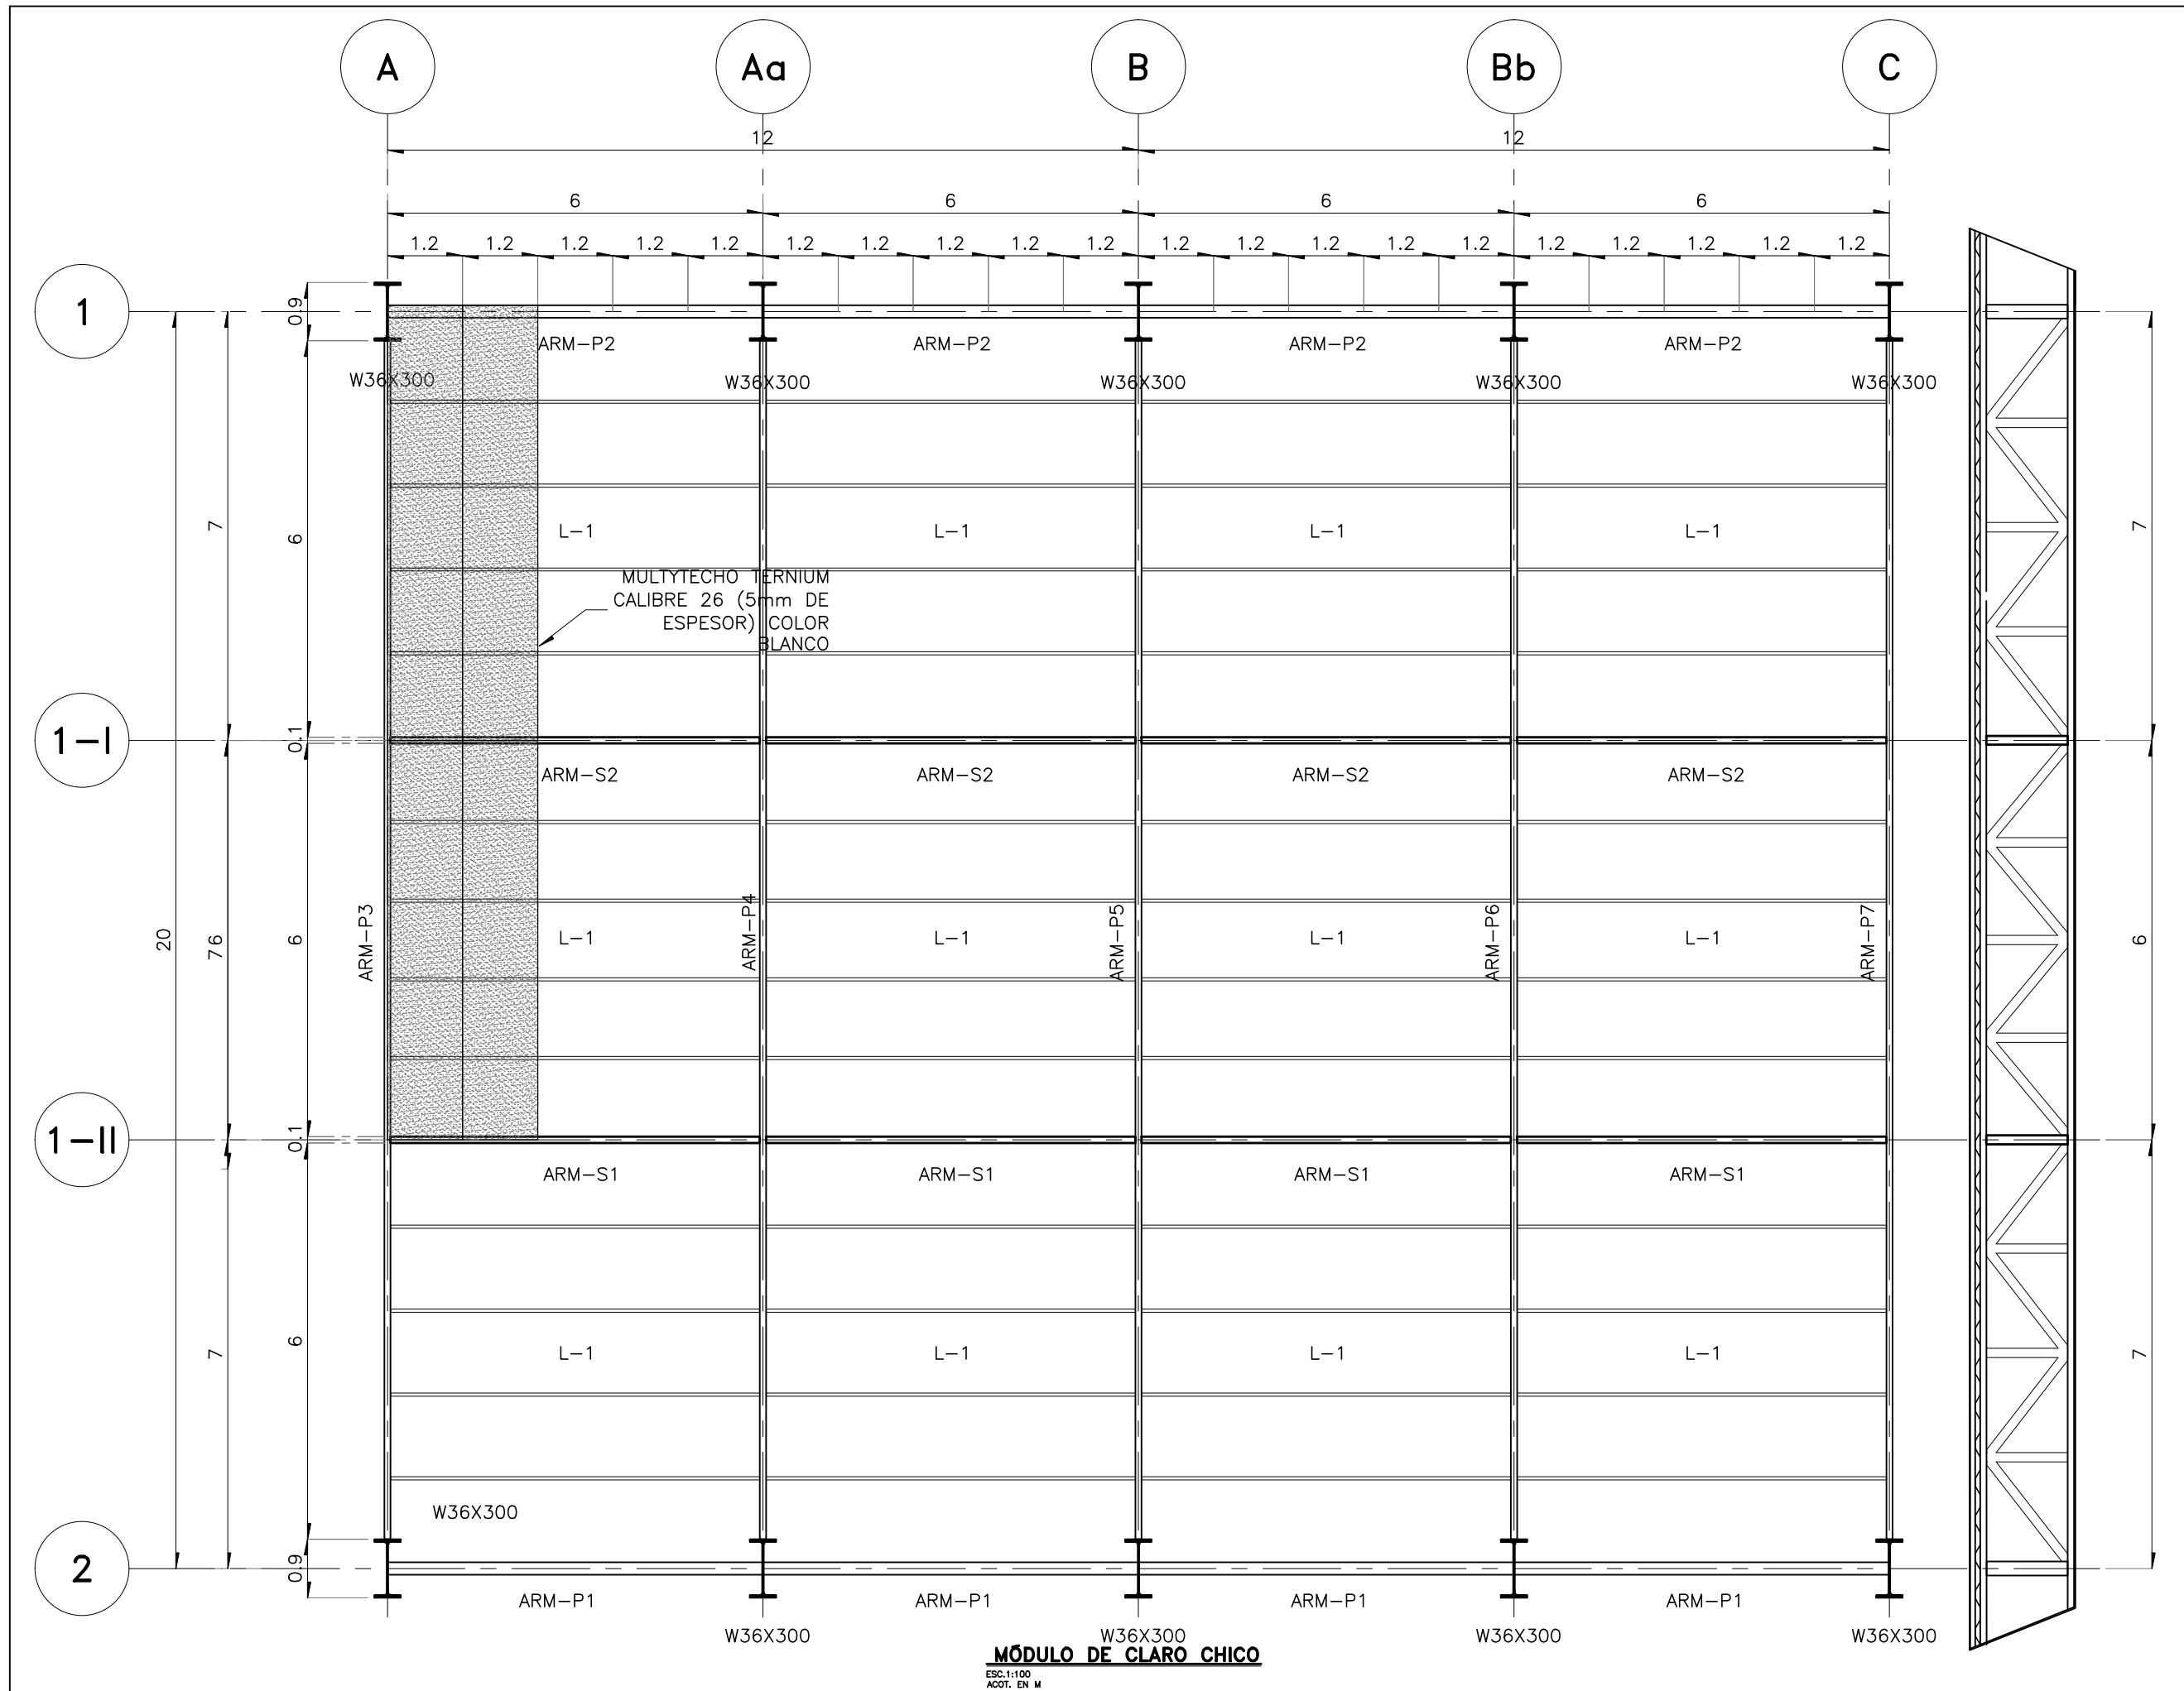 A Aa B Bb C
12 12
6 6 6 6
1.2 1.2 1.2 1.2 1.2 1.2 1.2 1.2 1.2 1.2 1.2 1.2 1.2 1.2 1.2 1.2 1.2 1.2 1.2 1.2
1
0.9
ARM-P2 ARM-P2 ARM-P2 ARM-P2
W36X300 W36X300 W36X300 W36X300 W36X300
7 6 7
L-1 L-1 L-1 L-1
MULTYTECHO TERNIUM
CALIBRE 26 (5mm DE
ESPESOR) COLOR
BLANCO
1-I
0.1
ARM-S2 ARM-S2 ARM-S2 ARM-S2
20 76 6 6
ARM-P3 ARM-P4 ARM-P5 ARM-P6 ARM-P7
L-1 L-1 L-1 L-1
1-II
0.1
ARM-S1 ARM-S1 ARM-S1 ARM-S1
7 6 7
L-1 L-1 L-1 L-1
W36X300
2
0.9
ARM-P1 ARM-P1 ARM-P1 ARM-P1
W36X300 W36X300 W36X300 W36X300
MÓDULO DE CLARO CHICO
ESC.1:100
ACOT. EN M